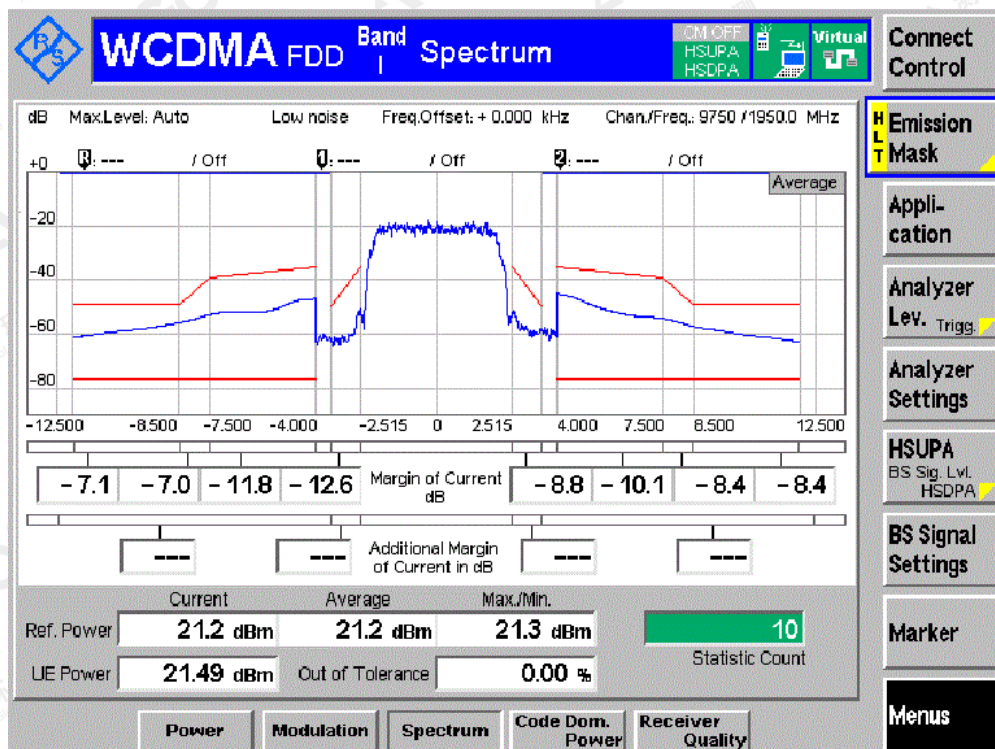 R S
WCDMA FDD Band I Spectrum
CM OFF
HSUPA
HSDPA
Virtual
Connect
Control
dB Max.Level: Auto Low noise Freq.Offset: + 0.000 kHz Chan./Freq.: 9750 / 1950.0 MHz
H
L
T
Emission
Mask
+0 R: --- / Off 1: --- / Off 2: --- / Off
Average
-20
-40
-60
-80
Appli-
cation
Analyzer
Lev. Trigg.
Analyzer
Settings
-12.500 -8.500 -7.500 -4.000 -2.515 0 2.515 4.000 7.500 8.500 12.500
HSUPA
BS Sig. Lvl.
HSDPA
-7.1 -7.0 -11.8 -12.6 Margin of Current
dB
-8.8 -10.1 -8.4 -8.4
--- --- Additional Margin
of Current in dB
--- ---
BS Signal
Settings
Current Average Max./Min.
Ref. Power 21.2 dBm 21.2 dBm 21.3 dBm 10
Statistic Count
UE Power 21.49 dBm Out of Tolerance 0.00 %
Marker
Menus
Power
Modulation
Spectrum
Code Dom.
Power
Receiver
Quality